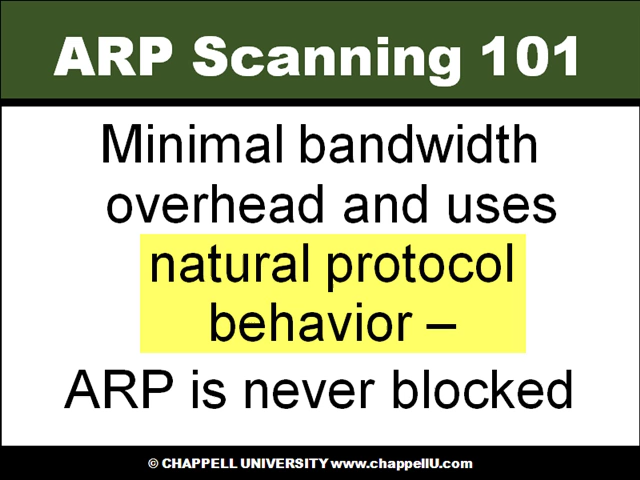 ARP Scanning 101
Minimal bandwidth
overhead and uses
natural protocol
behavior –
ARP is never blocked
© CHAPPELL UNIVERSITY www.chappellU.com